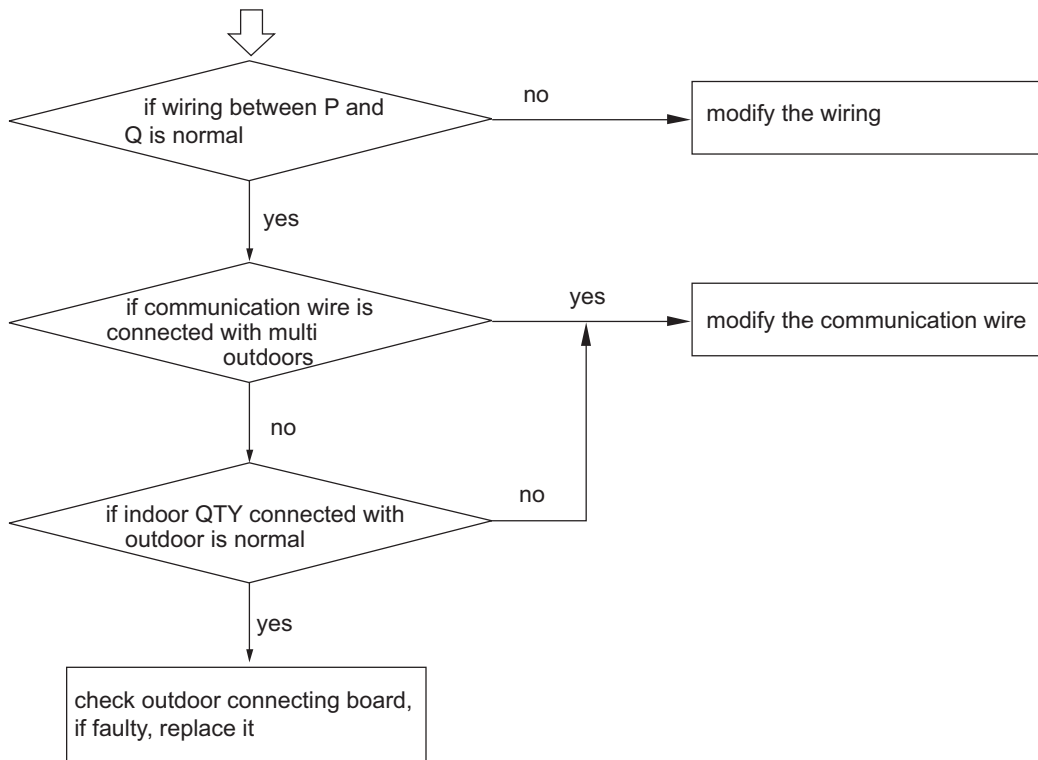 if wiring between P and
Q is normal
no
modify the wiring
yes
if communication wire is
connected with multi
outdoors
yes
modify the communication wire
no
if indoor QTY connected with
outdoor is normal
no
yes
check outdoor connecting board,
if faulty, replace it